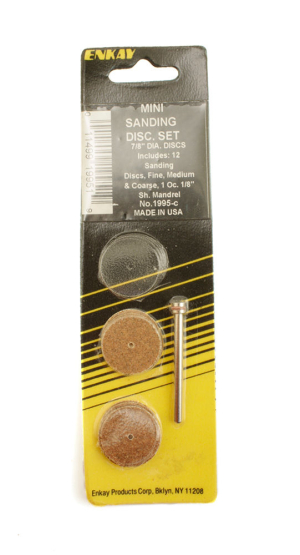 ENKAY
MINI
SANDING
DISC. SET
7/8" DIA. DISCS
Includes: 12
Sanding
Discs, Fine, Medium
& Coarse, 1 Oc. 1/8"
Sh. Mandrel
No.1995-c
MADE IN USA
Enkay Products Corp, Bklyn, NY 11208